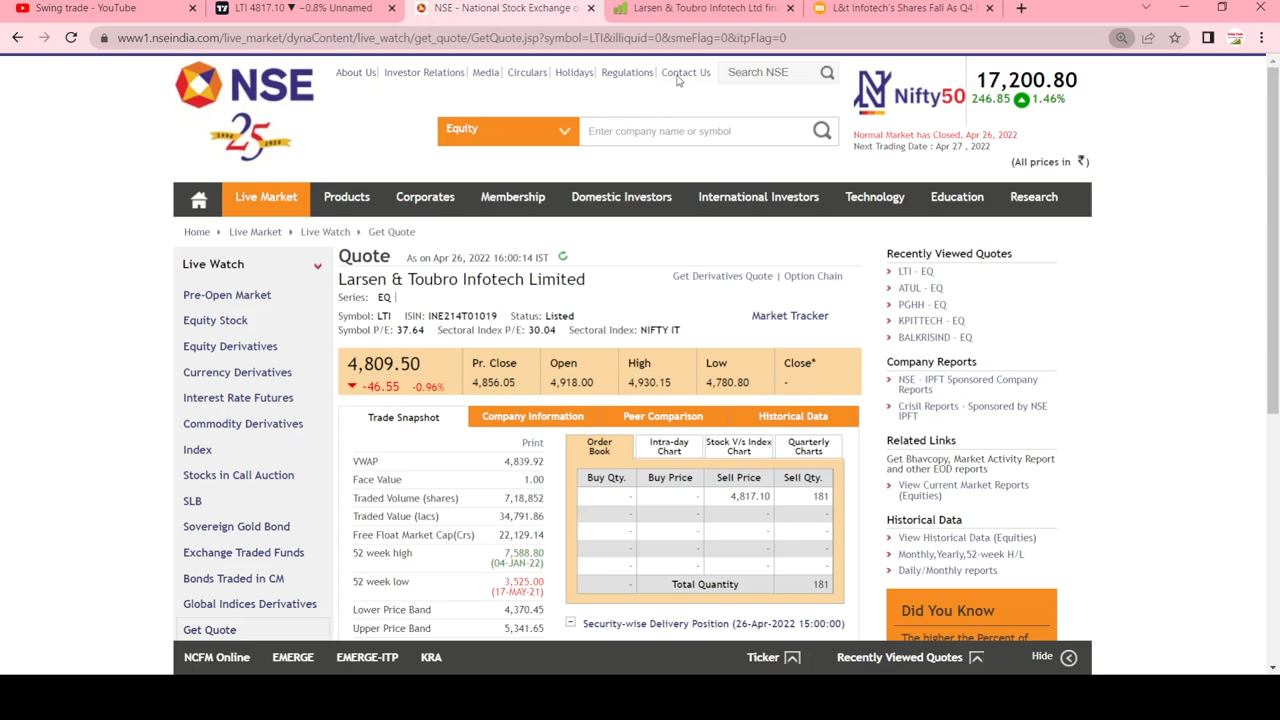 Swing trade - YouTube
LTI 4817.10 ▼ −0.8% Unnamed
NSE - National Stock Exchange o
Larsen & Toubro Infotech Ltd fin
L&t Infotech's Shares Fall As Q4
www1.nseindia.com/live_market/dynaContent/live_watch/get_quote/GetQuote.jsp?symbol=LTI&illiquid=0&smeFlag=0&itpFlag=0
NSE
About Us | Investor Relations | Media | Circulars | Holidays | Regulations | Contact Us
Search NSE
Equity
Enter company name or symbol
Nifty50
17,200.80
246.85 1.46%
Normal Market has Closed. Apr 26, 2022
Next Trading Date : Apr 27 , 2022
(All prices in ₹)
Home
Live Market
Products
Corporates
Membership
Domestic Investors
International Investors
Technology
Education
Research
Home Live Market Live Watch Get Quote
Live Watch
Pre-Open Market
Equity Stock
Equity Derivatives
Currency Derivatives
Interest Rate Futures
Commodity Derivatives
Index
Stocks in Call Auction
SLB
Sovereign Gold Bond
Exchange Traded Funds
Bonds Traded in CM
Global Indices Derivatives
Get Quote
Quote As on Apr 26, 2022 16:00:14 IST
Larsen & Toubro Infotech Limited
Get Derivatives Quote | Option Chain
Series: EQ |
Symbol: LTI ISIN: INE214T01019 Status: Listed
Market Tracker
Symbol P/E: 37.64 Sectoral Index P/E: 30.04 Sectoral Index: NIFTY IT
4,809.50
▼ -46.55 -0.96%
Pr. Close Open High Low Close*
4,856.05 4,918.00 4,930.15 4,780.80 -
Trade Snapshot
Company Information
Peer Comparison
Historical Data
Print
VWAP 4,839.92
Face Value 1.00
Traded Volume (shares) 7,18,852
Traded Value (lacs) 34,791.86
Free Float Market Cap(Crs) 22,129.14
52 week high 7,588.80
(04-JAN-22)
52 week low 3,525.00
(17-MAY-21)
Lower Price Band 4,370.45
Upper Price Band 5,341.65
Order Book
Intra-day Chart
Stock V/s Index Chart
Quarterly Charts
Buy Qty. Buy Price Sell Price Sell Qty.
- - 4,817.10 181
- - - -
- - - -
- - - -
- - - -
- Total Quantity 181
Security-wise Delivery Position (26-Apr-2022 15:00:00)
Recently Viewed Quotes
LTI - EQ
ATUL - EQ
PGHH - EQ
KPITTECH - EQ
BALKRISIND - EQ
Company Reports
NSE - IPFT Sponsored Company
Reports
Crisil Reports - Sponsored by NSE
IPFT
Related Links
Get Bhavcopy, Market Activity Report
and other EOD reports
View Current Market Reports
(Equities)
Historical Data
View Historical Data (Equities)
Monthly,Yearly,52-week H/L
Daily/Monthly reports
Did You Know
The higher the Percent of
NCFM Online
EMERGE
EMERGE-ITP
KRA
Ticker
Recently Viewed Quotes
Hide